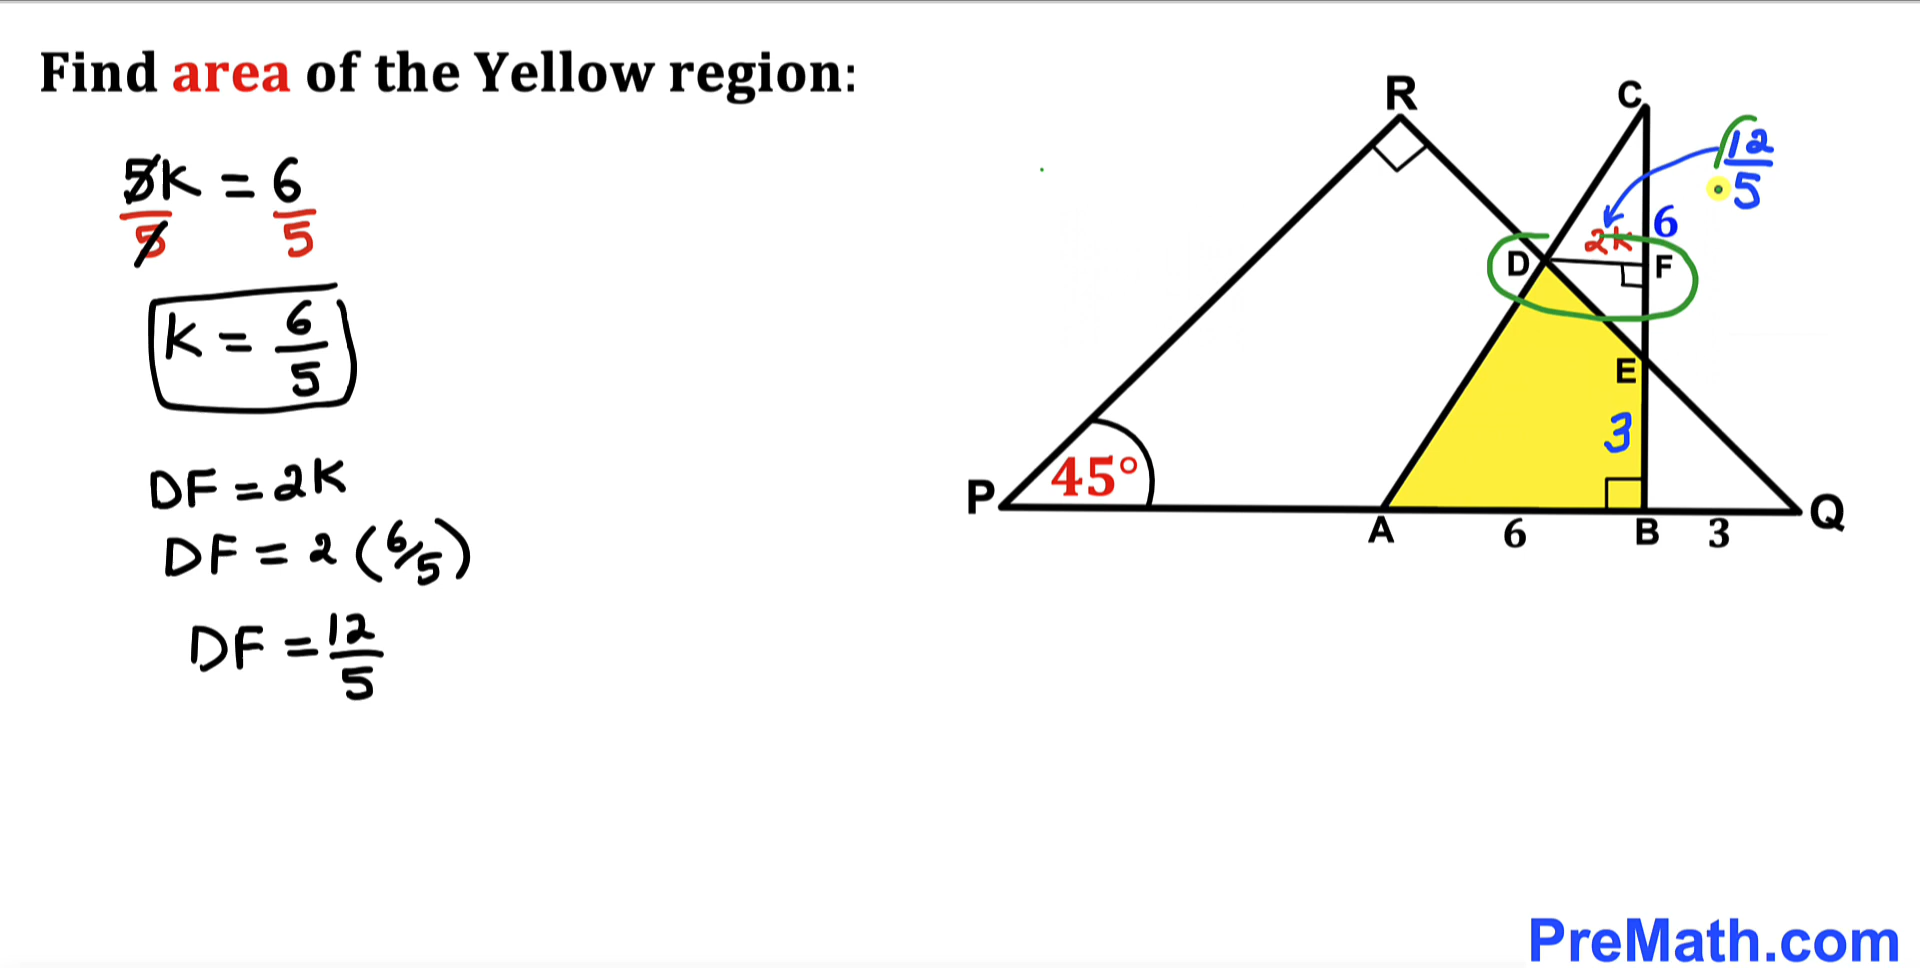 Find area of the Yellow region:
5K = 6
5 5
K = 6/5
DF = 2K
DF = 2 (6/5)
DF = 12/5
R
C
12/5
6
2K
D
F
E
3
P
45°
A
6
B
3
Q
PreMath.com